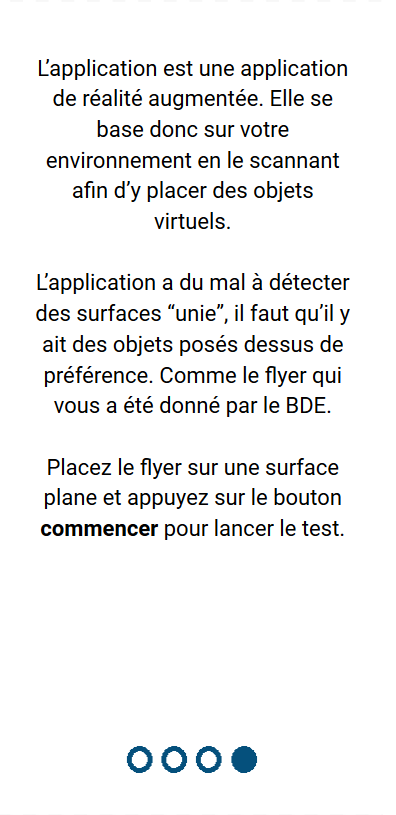 L’application est une application
de réalité augmentée. Elle se
base donc sur votre
environnement en le scannant
afin d’y placer des objets
virtuels.
L’application a du mal à détecter
des surfaces “unie”, il faut qu’il y
ait des objets posés dessus de
préférence. Comme le flyer qui
vous a été donné par le BDE.
Placez le flyer sur une surface
plane et appuyez sur le bouton
commencer pour lancer le test.